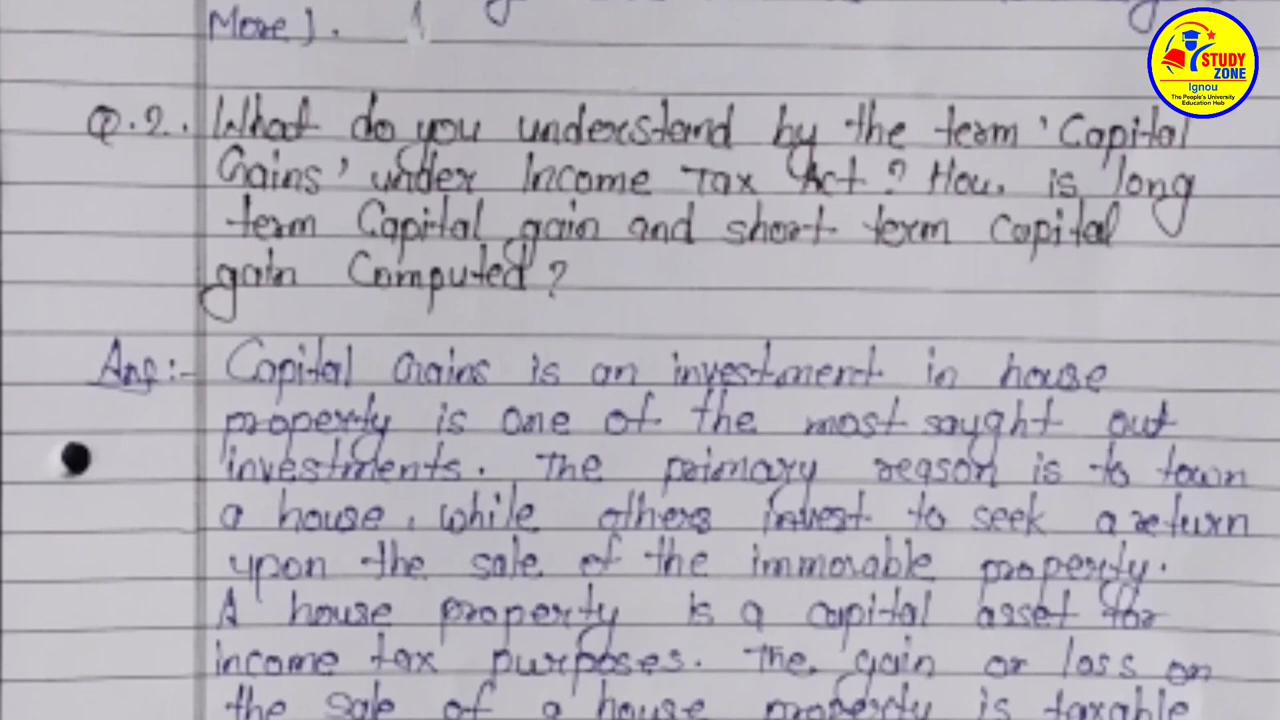 More).
STUDY
ZONE
Ignou
The People's University
Education Hub
Q.2. What do you understand by the term 'Capital
Gains' under Income Tax Act? How. is long
term Capital gain and short term Capital
gain Computed?
Ans:- Capital Gains is an investment in house
property is one of the most sought out
investments. The primary reason is to town
a house, while others invest to seek a return
upon the sale of the immorable property.
A house property is a capital asset for
income tax purposes. The gain or loss on
the sale of a house property is taxable